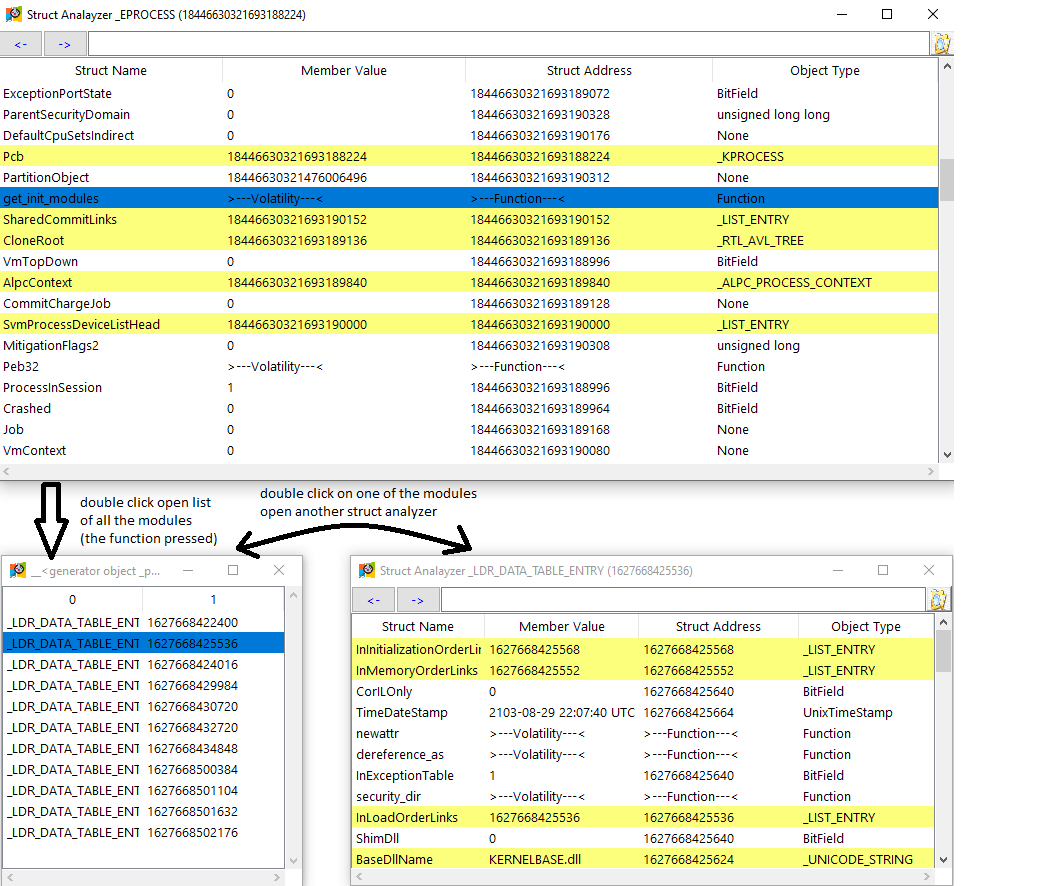 Struct Analayzer _EPROCESS (18446630321693188224)
<- ->
Struct Name Member Value Struct Address Object Type
ExceptionPortState 0 18446630321693189072 BitField
ParentSecurityDomain 0 18446630321693190328 unsigned long long
DefaultCpuSetsIndirect 0 18446630321693190176 None
Pcb 18446630321693188224 18446630321693188224 _KPROCESS
PartitionObject 18446630321476006496 18446630321693190312 None
get_init_modules >---Volatility---< >---Function---< Function
SharedCommitLinks 18446630321693190152 18446630321693190152 _LIST_ENTRY
CloneRoot 18446630321693189136 18446630321693189136 _RTL_AVL_TREE
VmTopDown 0 18446630321693188996 BitField
AlpcContext 18446630321693189840 18446630321693189840 _ALPC_PROCESS_CONTEXT
CommitChargeJob 0 18446630321693189128 None
SvmProcessDeviceListHead 18446630321693190000 18446630321693190000 _LIST_ENTRY
MitigationFlags2 0 18446630321693190308 unsigned long
Peb32 >---Volatility---< >---Function---< Function
ProcessInSession 1 18446630321693188996 BitField
Crashed 0 18446630321693189964 BitField
Job 0 18446630321693189168 None
VmContext 0 18446630321693190080 None
double click open list
of all the modules
(the function pressed)
double click on one of the modules
open another struct analyzer
__<generator object _p...
0 1
_LDR_DATA_TABLE_ENT 1627668422400
_LDR_DATA_TABLE_ENT 1627668425536
_LDR_DATA_TABLE_ENT 1627668424016
_LDR_DATA_TABLE_ENT 1627668429984
_LDR_DATA_TABLE_ENT 1627668430720
_LDR_DATA_TABLE_ENT 1627668432720
_LDR_DATA_TABLE_ENT 1627668434848
_LDR_DATA_TABLE_ENT 1627668500384
_LDR_DATA_TABLE_ENT 1627668501104
_LDR_DATA_TABLE_ENT 1627668501632
_LDR_DATA_TABLE_ENT 1627668502176
Struct Analayzer _LDR_DATA_TABLE_ENTRY (1627668425536)
<- ->
Struct Name Member Value Struct Address Object Type
InInitializationOrderLin 1627668425568 1627668425568 _LIST_ENTRY
InMemoryOrderLinks 1627668425552 1627668425552 _LIST_ENTRY
CorILOnly 0 1627668425640 BitField
TimeDateStamp 2103-08-29 22:07:40 UTC 1627668425664 UnixTimeStamp
newattr >---Volatility---< >---Function---< Function
dereference_as >---Volatility---< >---Function---< Function
InExceptionTable 1 1627668425640 BitField
security_dir >---Volatility---< >---Function---< Function
InLoadOrderLinks 1627668425536 1627668425536 _LIST_ENTRY
ShimDll 0 1627668425640 BitField
BaseDllName KERNELBASE.dll 1627668425624 _UNICODE_STRING